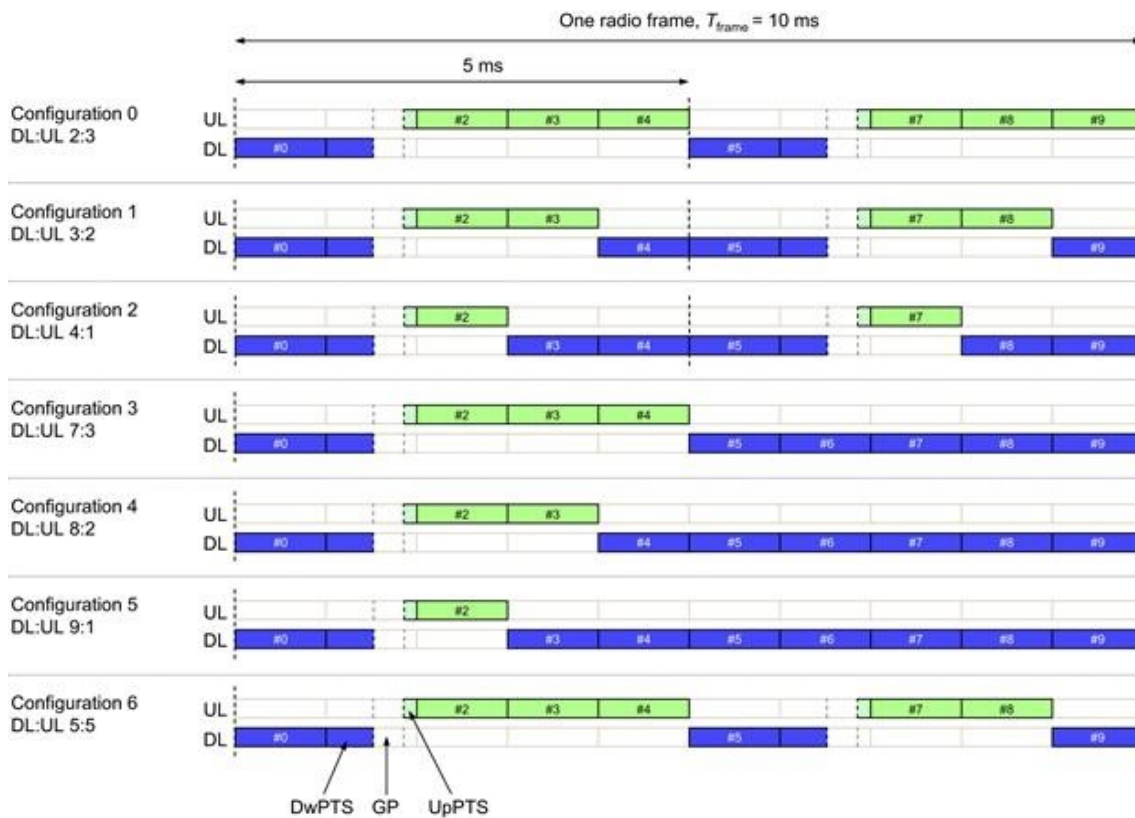 One radio frame, Tframe = 10 ms
5 ms
Configuration 0
DL:UL 2:3
UL #2 #3 #4 #7 #8 #9
DL #0 #5
Configuration 1
DL:UL 3:2
UL #2 #3 #7 #8
DL #0 #4 #5 #9
Configuration 2
DL:UL 4:1
UL #2 #7
DL #0 #3 #4 #5 #8 #9
Configuration 3
DL:UL 7:3
UL #2 #3 #4
DL #0 #5 #6 #7 #8 #9
Configuration 4
DL:UL 8:2
UL #2 #3
DL #0 #4 #5 #6 #7 #8 #9
Configuration 5
DL:UL 9:1
UL #2
DL #0 #3 #4 #5 #6 #7 #8 #9
Configuration 6
DL:UL 5:5
UL #2 #3 #4 #7 #8
DL #0 #5 #9
DwPTS GP UpPTS